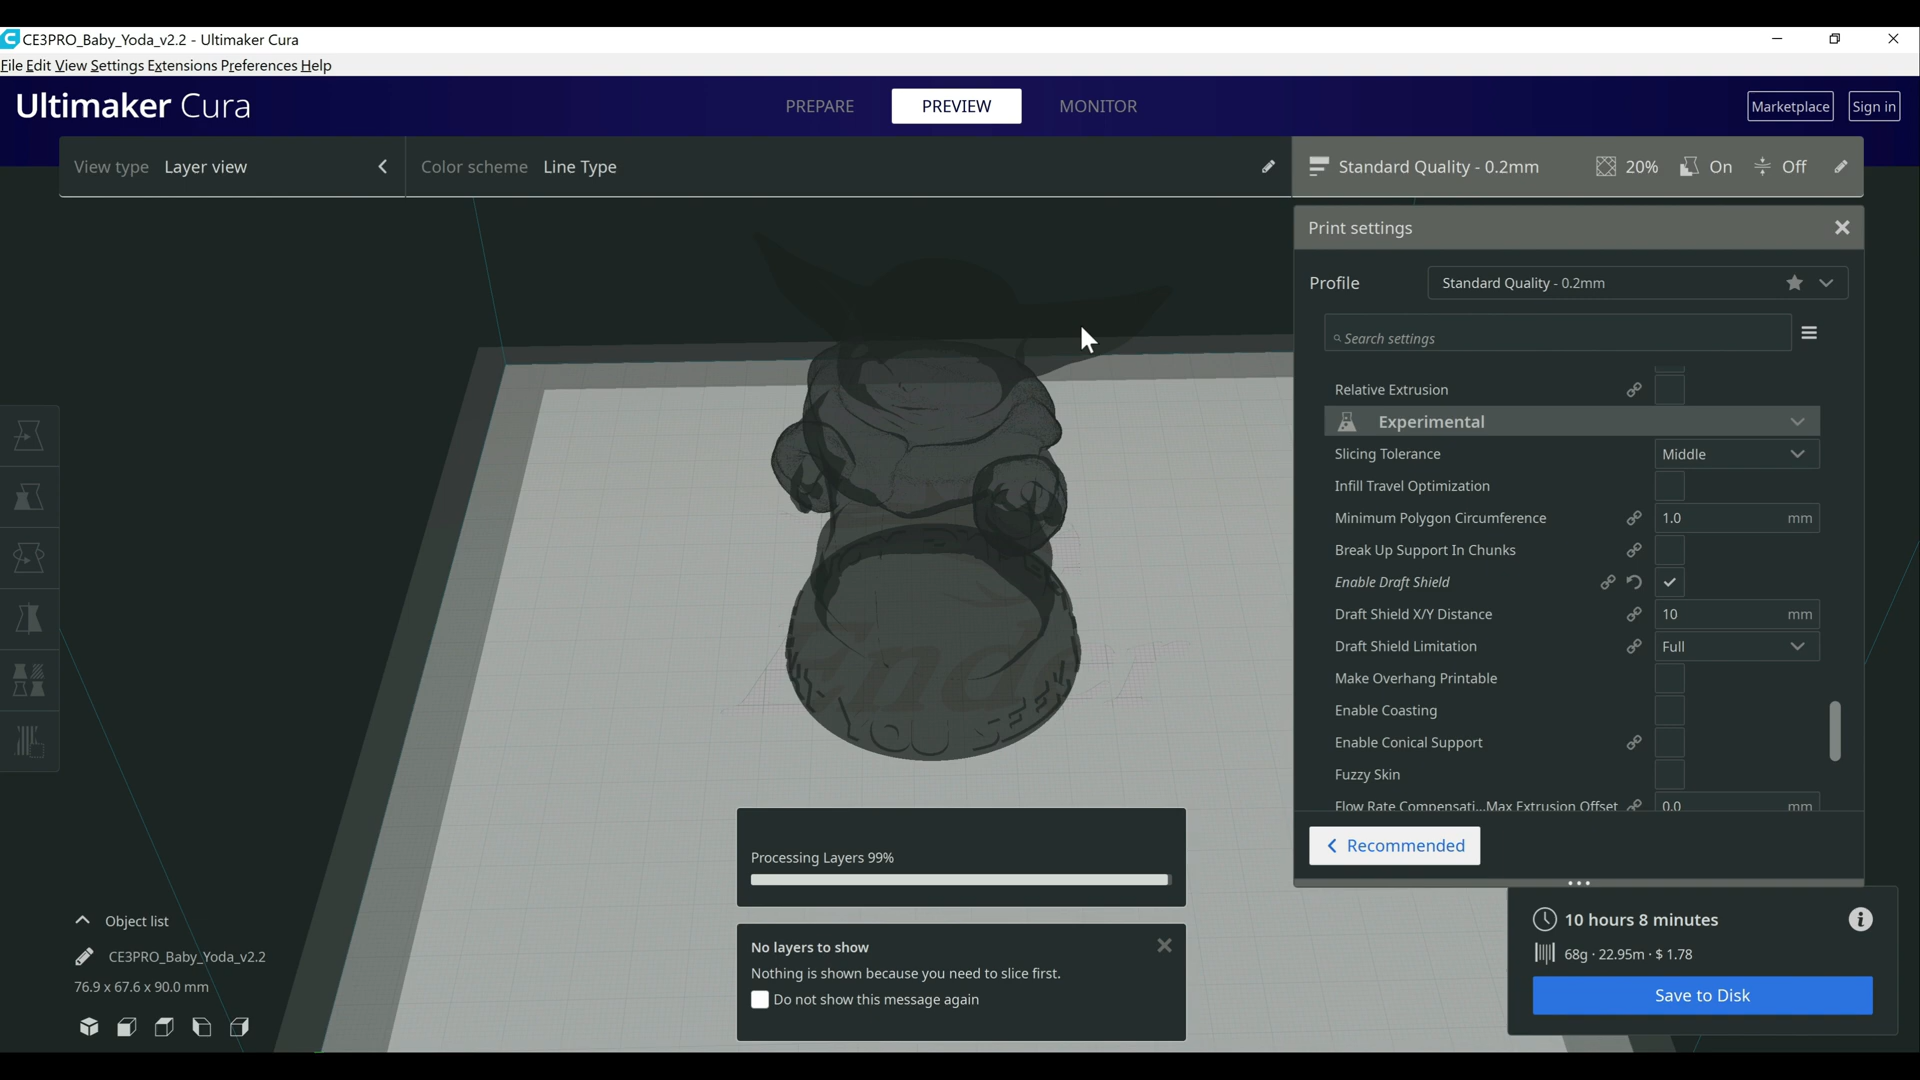 CE3PRO_Baby_Yoda_v2.2 - Ultimaker Cura
File Edit View Settings Extensions Preferences Help
Ultimaker Cura
PREPARE PREVIEW MONITOR
Marketplace Sign in
View type Layer view
Color scheme Line Type
Standard Quality - 0.2mm 20% On Off
Print settings
Profile Standard Quality - 0.2mm
Search settings
Relative Extrusion
Experimental
Slicing Tolerance Middle
Infill Travel Optimization
Minimum Polygon Circumference 1.0 mm
Break Up Support In Chunks
Enable Draft Shield
Draft Shield X/Y Distance 10 mm
Draft Shield Limitation Full
Make Overhang Printable
Enable Coasting
Enable Conical Support
Fuzzy Skin
Flow Rate Compensati...Max Extrusion Offset 0.0 mm
Recommended
Ender
YOU SEEK
Processing Layers 99%
No layers to show
Nothing is shown because you need to slice first.
Do not show this message again
Object list
CE3PRO_Baby_Yoda_v2.2
76.9 x 67.6 x 90.0 mm
10 hours 8 minutes
68g · 22.95m · $ 1.78
Save to Disk